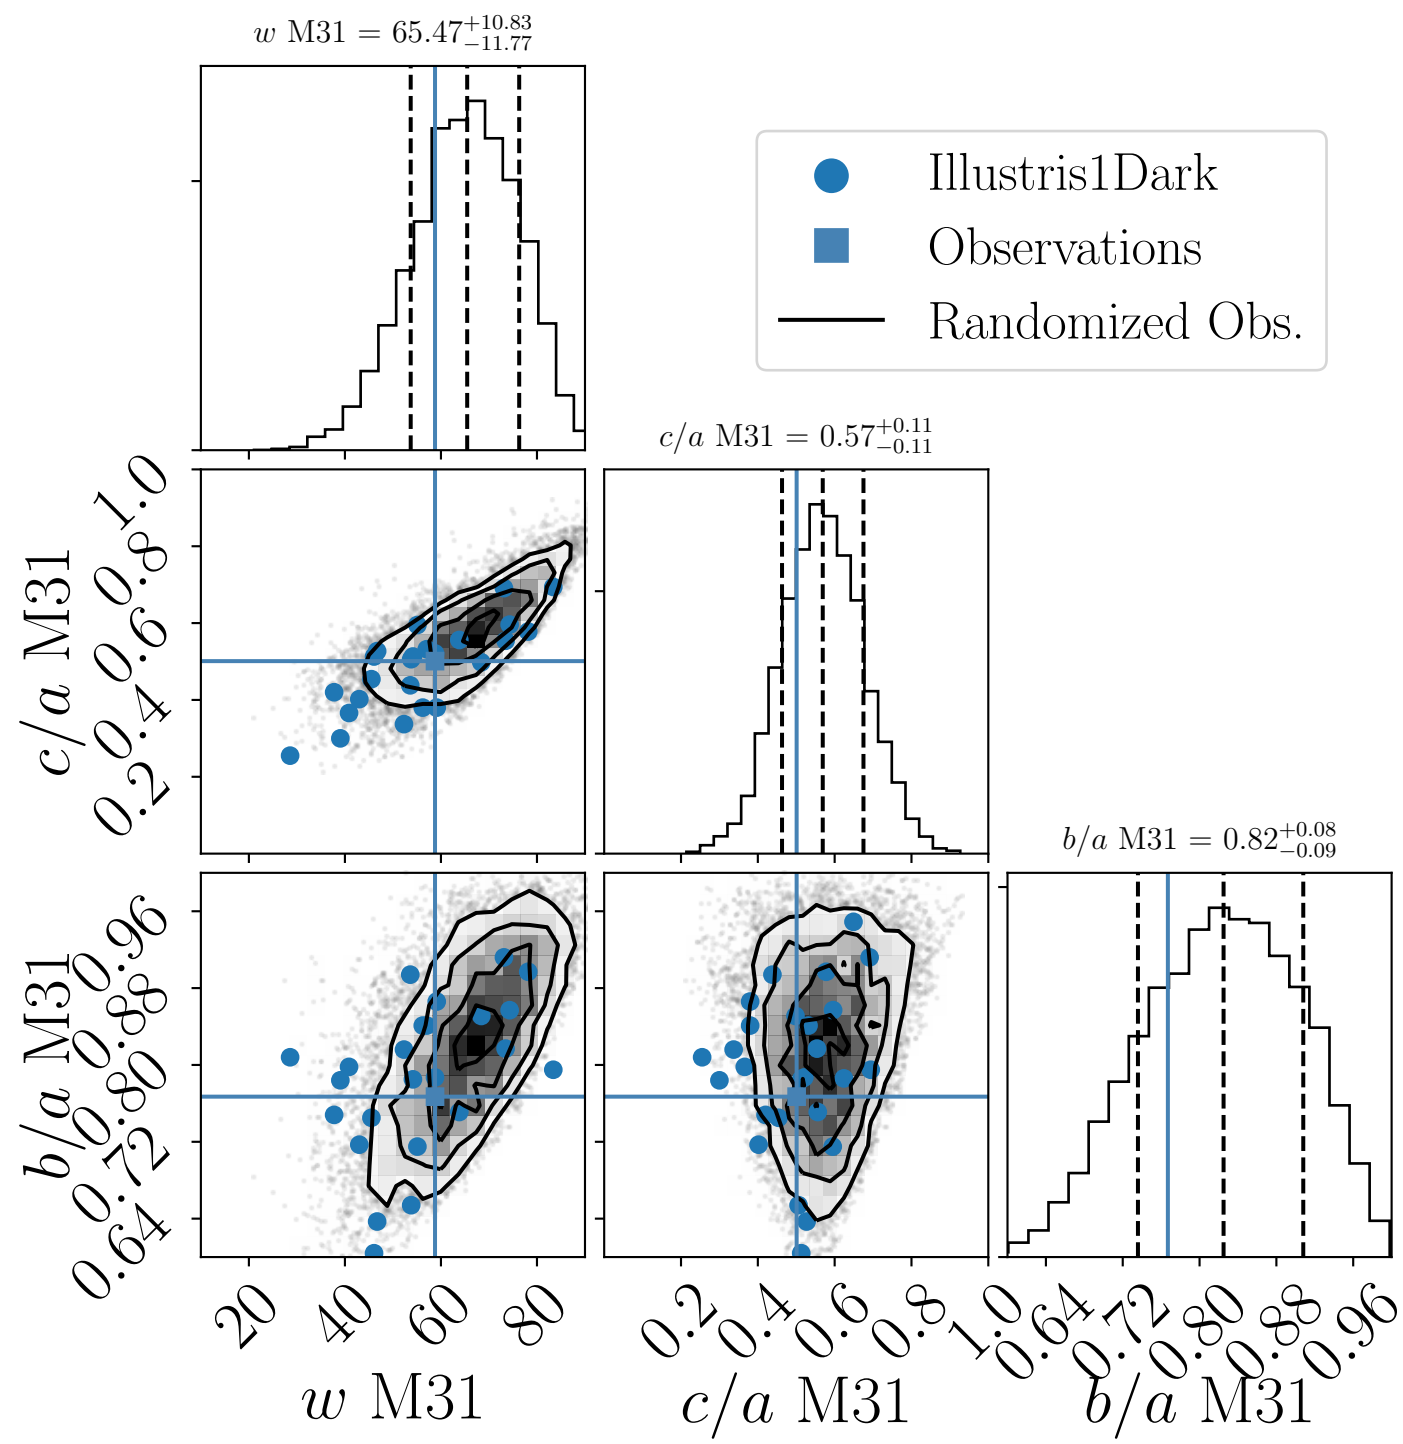 w M31 = 65.47+10.83−11.77
Illustris1Dark
Observations
Randomized Obs.
c/a M31 = 0.57+0.11−0.11
1.0
0.8
0.6
0.4
0.2
c/a M31
b/a M31 = 0.82+0.08−0.09
0.96
0.88
0.80
0.72
0.64
b/a M31
20 40 60 80
0.2 0.4 0.6 0.8 1.0
0.64 0.72 0.80 0.88 0.96
w M31
c/a M31
b/a M31